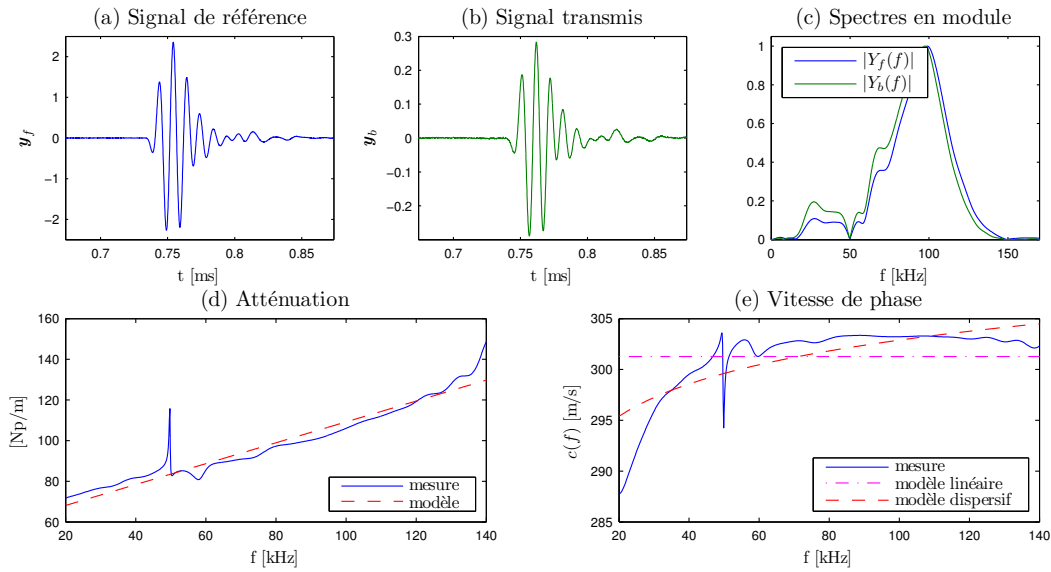 (a) Signal de référence
2
1
0
−1
−2
0.7
0.75
0.8
0.85
t [ms]
y_f
(b) Signal transmis
0.3
0.2
0.1
0
−0.1
−0.2
0.7
0.75
0.8
0.85
t [ms]
y_b
(c) Spectres en module
|Y_f(f)|
|Y_b(f)|
1
0.8
0.6
0.4
0.2
0
0
50
100
150
f [kHz]
(d) Atténuation
160
140
120
100
80
60
20
40
60
80
100
120
140
f [kHz]
[Np/m]
mesure
modèle
(e) Vitesse de phase
305
300
295
290
285
20
40
60
80
100
120
140
f [kHz]
c(f) [m/s]
mesure
modèle linéaire
modèle dispersif